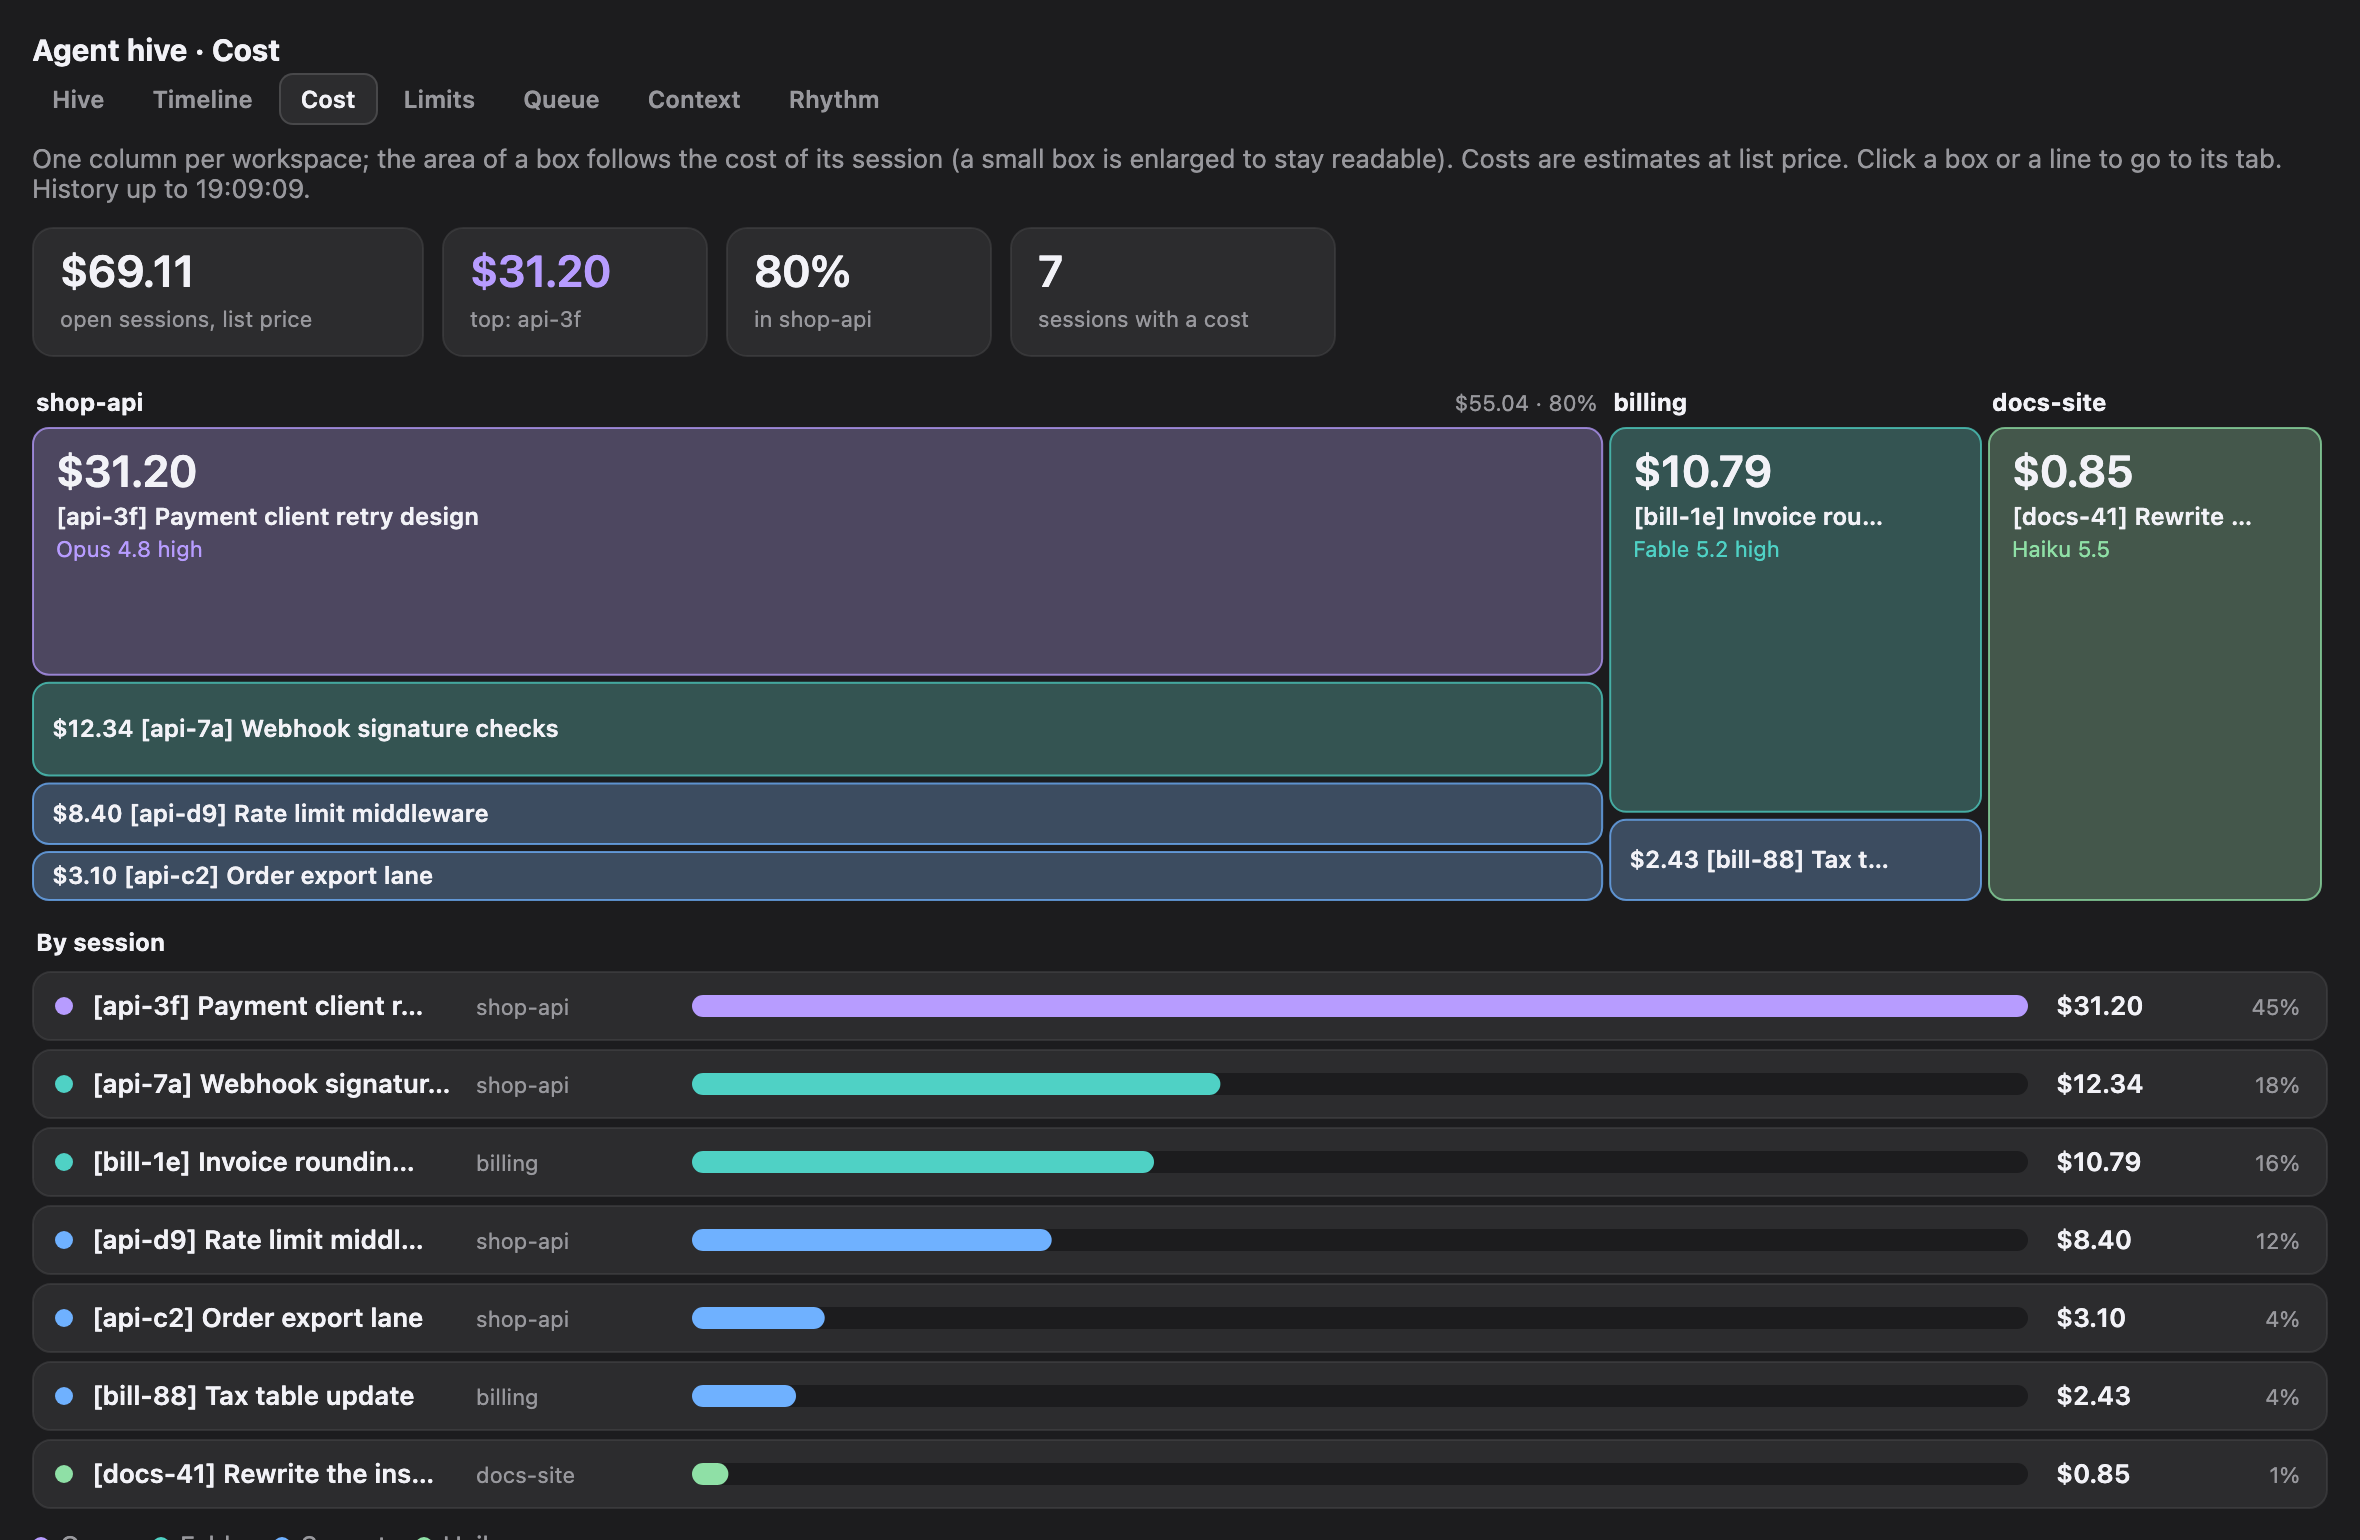 Agent hive · Cost
Hive Timeline Cost Limits Queue Context Rhythm
One column per workspace; the area of a box follows the cost of its session (a small box is enlarged to stay readable). Costs are estimates at list price. Click a box or a line to go to its tab.
History up to 19:09:09.
$69.11
open sessions, list price
$31.20
top: api-3f
80%
in shop-api
7
sessions with a cost
shop-api $55.04 · 80%
$31.20
[api-3f] Payment client retry design
Opus 4.8 high
$12.34 [api-7a] Webhook signature checks
$8.40 [api-d9] Rate limit middleware
$3.10 [api-c2] Order export lane
billing
$10.79
[bill-1e] Invoice rou...
Fable 5.2 high
$2.43 [bill-88] Tax t...
docs-site
$0.85
[docs-41] Rewrite ...
Haiku 5.5
By session
[api-3f] Payment client r... shop-api $31.20 45%
[api-7a] Webhook signatur... shop-api $12.34 18%
[bill-1e] Invoice roundin... billing $10.79 16%
[api-d9] Rate limit middl... shop-api $8.40 12%
[api-c2] Order export lane shop-api $3.10 4%
[bill-88] Tax table update billing $2.43 4%
[docs-41] Rewrite the ins... docs-site $0.85 1%